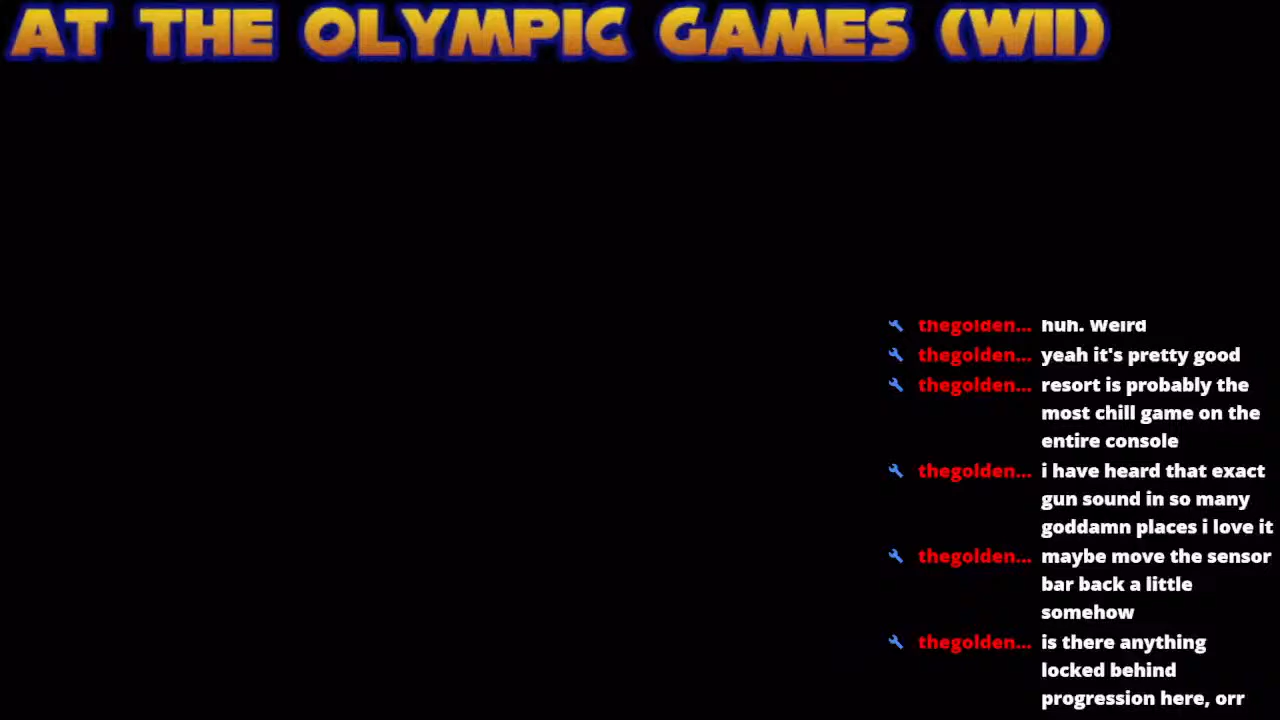 AT THE OLYMPIC GAMES (WII)
thegolden... huh. Weird
thegolden... yeah it's pretty good
thegolden... resort is probably the
most chill game on the
entire console
thegolden... i have heard that exact
gun sound in so many
goddamn places i love it
thegolden... maybe move the sensor
bar back a little
somehow
thegolden... is there anything
locked behind
progression here, orr